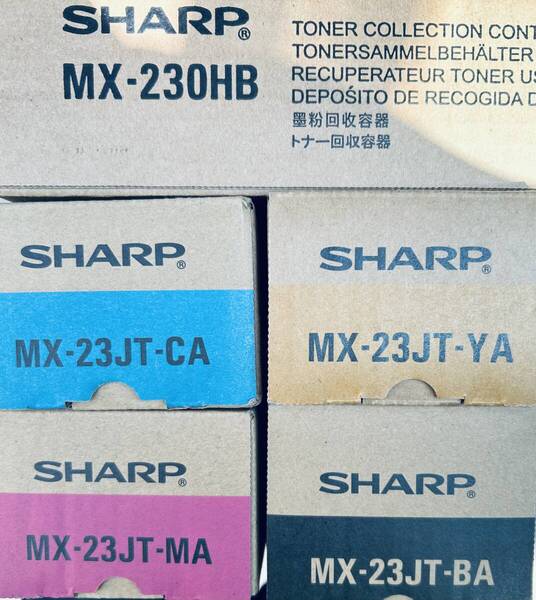 SHARP®
MX-230HB
TONER COLLECTION CONT
TONERSAMMELBEHÄLTER
RECUPERATEUR TONER US
DEPOŚITO DE RECOGIDA D
墨粉回收容器
トナー回収容器
SHARP®
MX-23JT-CA
SHARP®
MX-23JT-YA
SHARP®
MX-23JT-MA
SHARP®
MX-23JT-BA